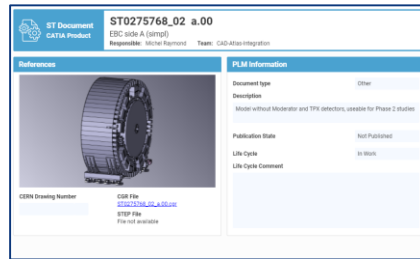 ST Document
CATIA Product
ST0275768_02 a.00
EBC side A (simpl)
Responsible: Michel Raymond Team: CAD-Atlas-Integration
References
PLM Information
Document type Other
Description
Model without Moderator and TPX detectors, useable for Phase 2 studies
Publication State Not Published
Life Cycle In Work
Life Cycle Comment
CERN Drawing Number
CGR File
ST0275768_02_a.00.cgr
STEP File
File not available